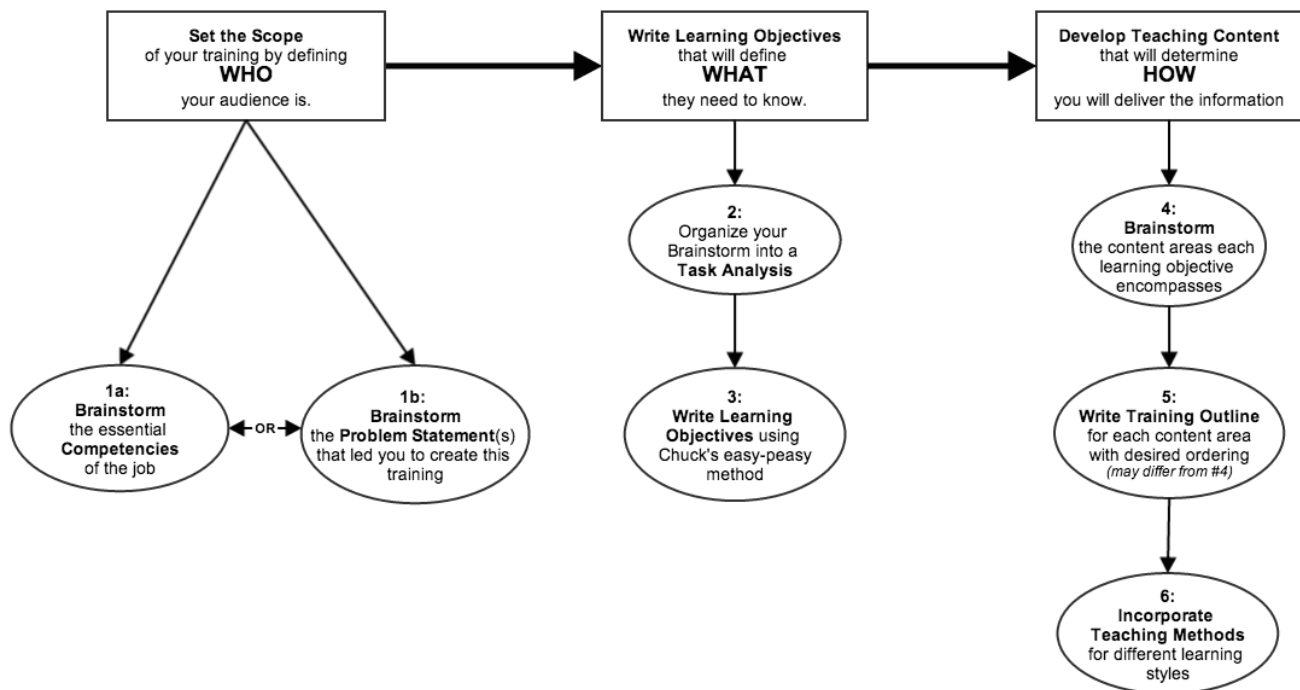 Set the Scope
of your training by defining
WHO
your audience is.
Write Learning Objectives
that will define
WHAT
they need to know.
Develop Teaching Content
that will determine
HOW
you will deliver the information
1a:
Brainstorm
the essential
Competencies
of the job
OR
1b:
Brainstorm
the Problem Statement(s)
that led you to create this
training
2:
Organize your
Brainstorm into a
Task Analysis
3:
Write Learning
Objectives using
Chuck's easy-peasy
method
4:
Brainstorm
the content areas each
learning objective
encompasses
5:
Write Training Outline
for each content area
with desired ordering
(may differ from #4)
6:
Incorporate
Teaching Methods
for different learning
styles